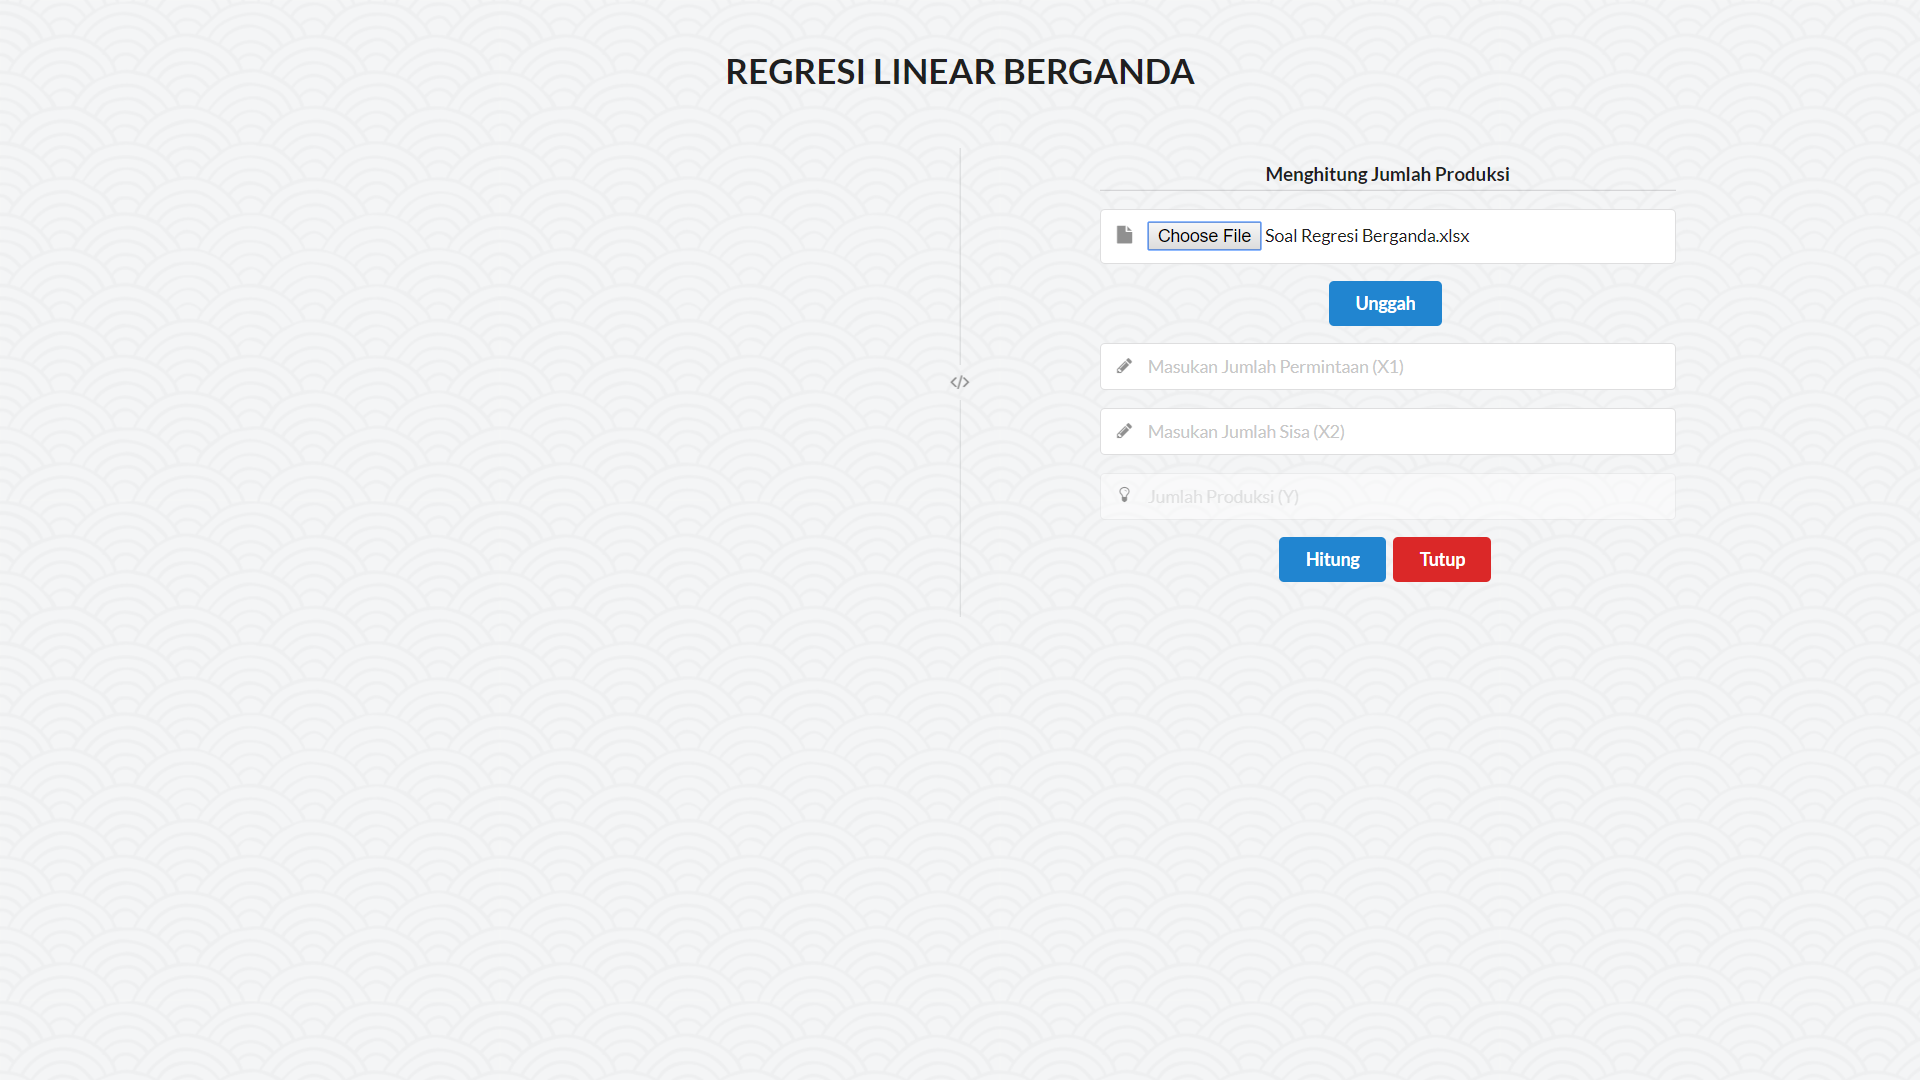 REGRESI LINEAR BERGANDA
Menghitung Jumlah Produksi
Choose File Soal Regresi Berganda.xlsx
Unggah
Masukan Jumlah Permintaan (X1)
Masukan Jumlah Sisa (X2)
Jumlah Produksi (Y)
Hitung Tutup